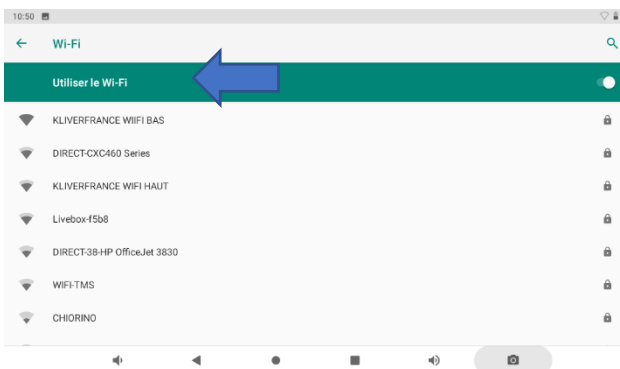 10:50
Wi-Fi
Utiliser le Wi-Fi
KLIVERFRANCE WIIFI BAS
DIRECT-CXC460 Series
KLIVERFRANCE WIFI HAUT
Livebox-f5b8
DIRECT-38-HP OfficeJet 3830
WIFI-TMS
CHIORINO